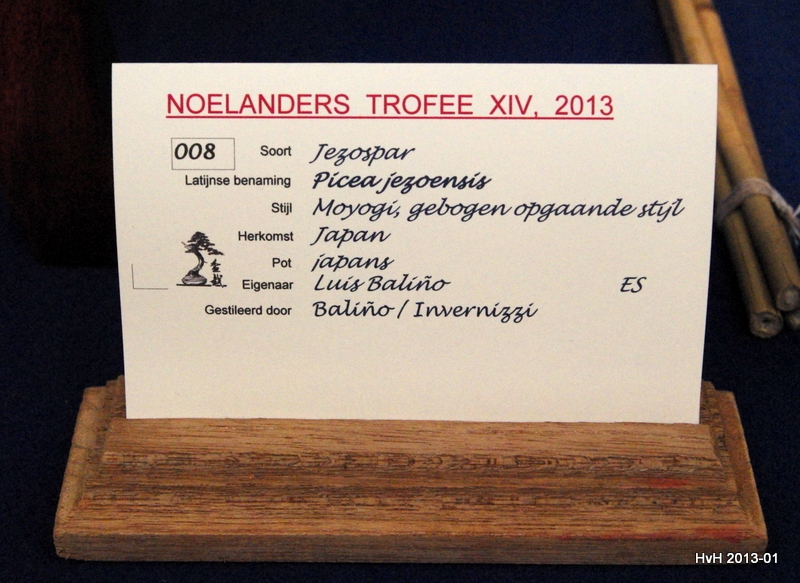 NOELANDERS TROFEE XIV, 2013
008 Soort Jezospar
Latijnse benaming Picea jezoensis
Stijl Moyogi, gebogen opgaande stijl
Herkomst Japan
Pot japans
Eigenaar Luis Baliño ES
Gestileerd door Baliño / Invernizzi
HvH 2013-01